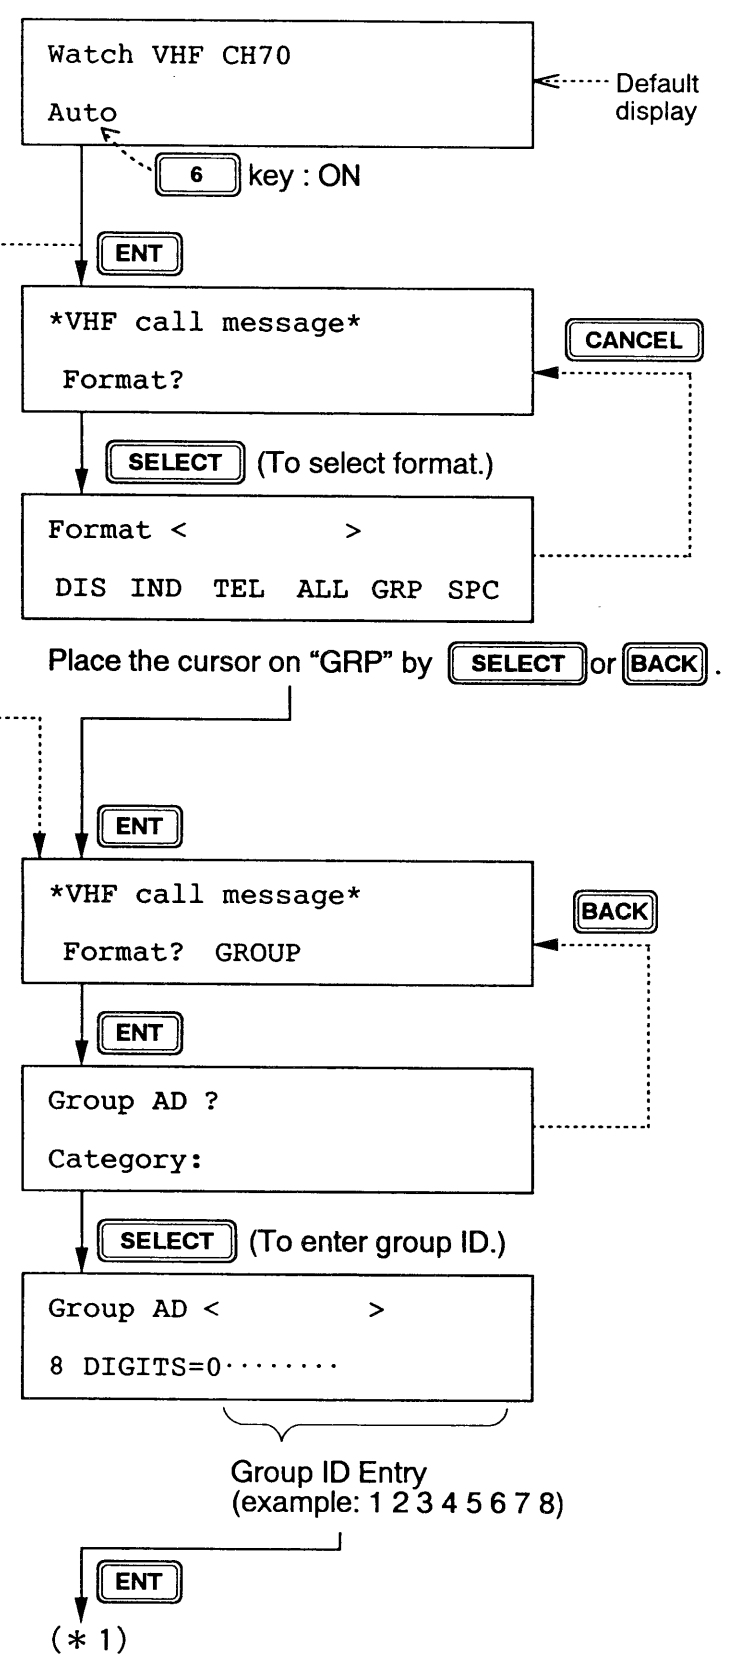 Watch VHF CH70
Auto
Default
display
6 key : ON
ENT
*VHF call message*
Format?
CANCEL
SELECT (To select format.)
Format < >
DIS IND TEL ALL GRP SPC
Place the cursor on “GRP” by SELECT or BACK .
ENT
*VHF call message*
Format? GROUP
BACK
ENT
Group AD ?
Category:
SELECT (To enter group ID.)
Group AD < >
8 DIGITS=0········
Group ID Entry
(example: 1 2 3 4 5 6 7 8)
ENT
(* 1)